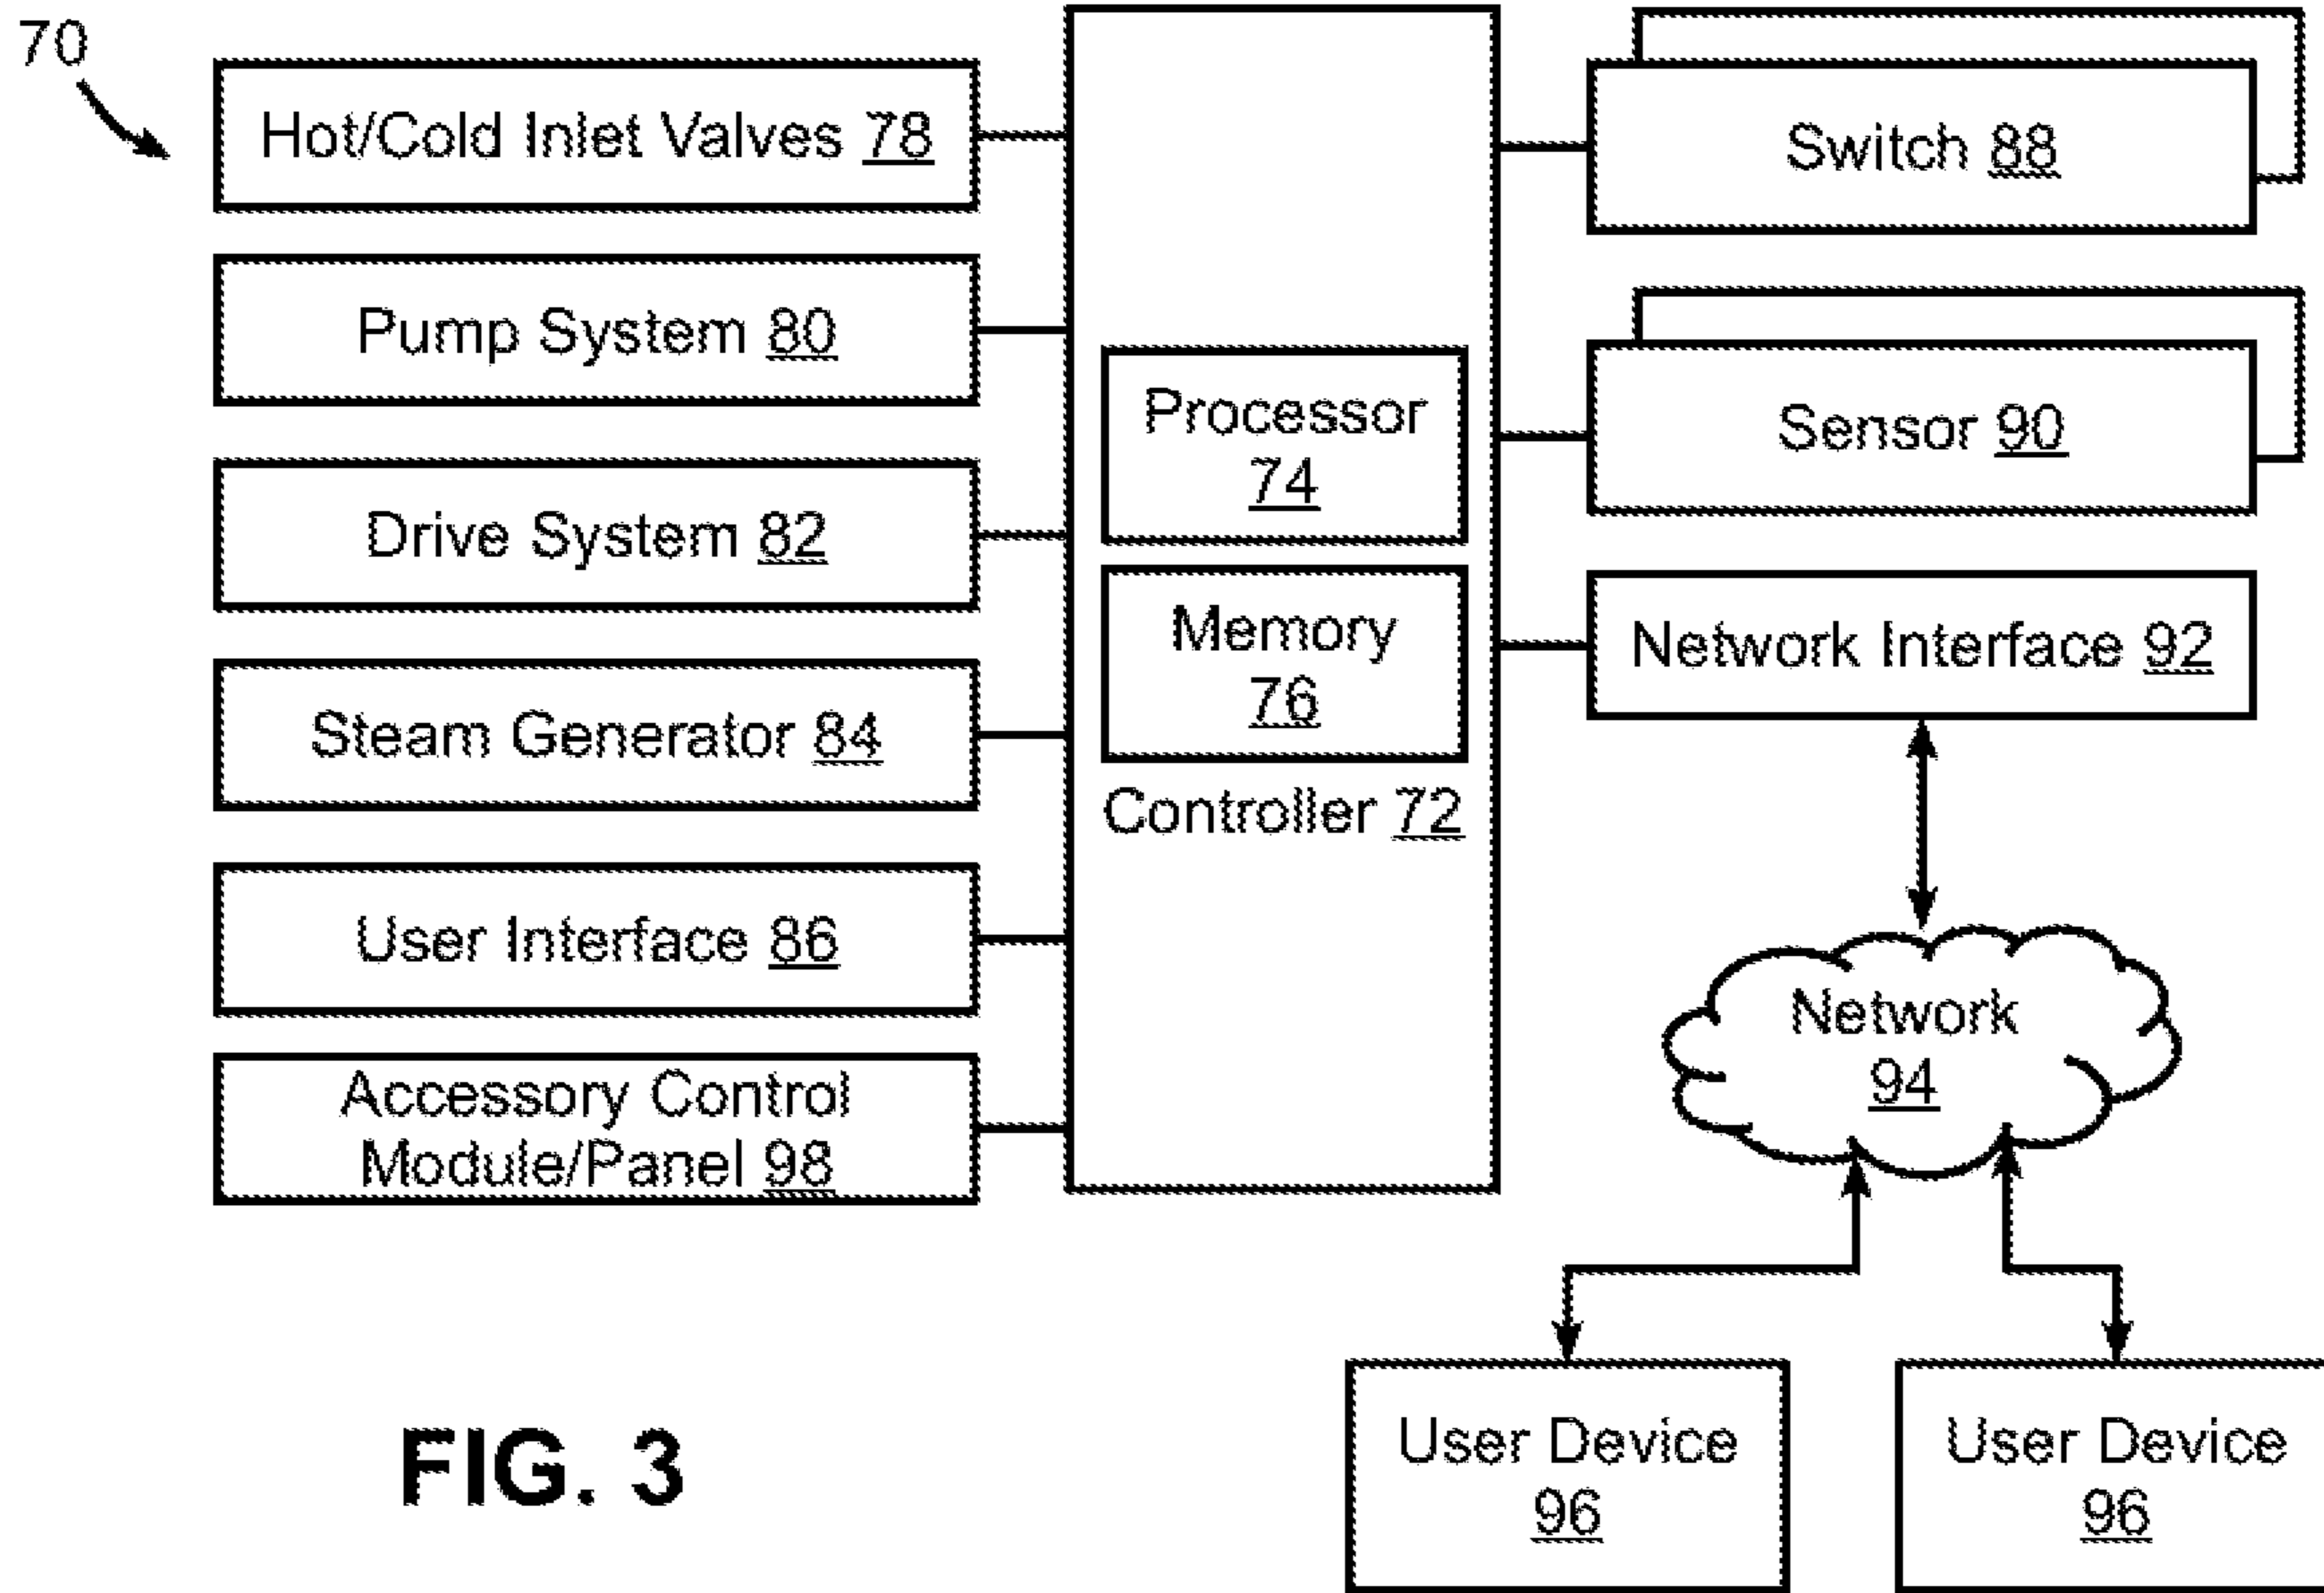 70
Hot/Cold Inlet Valves 78
Pump System 80
Drive System 82
Steam Generator 84
User Interface 86
Accessory Control
Module/Panel 98
Processor
74
Memory
76
Controller 72
Switch 88
Sensor 90
Network Interface 92
Network
94
User Device
96
User Device
96
FIG. 3